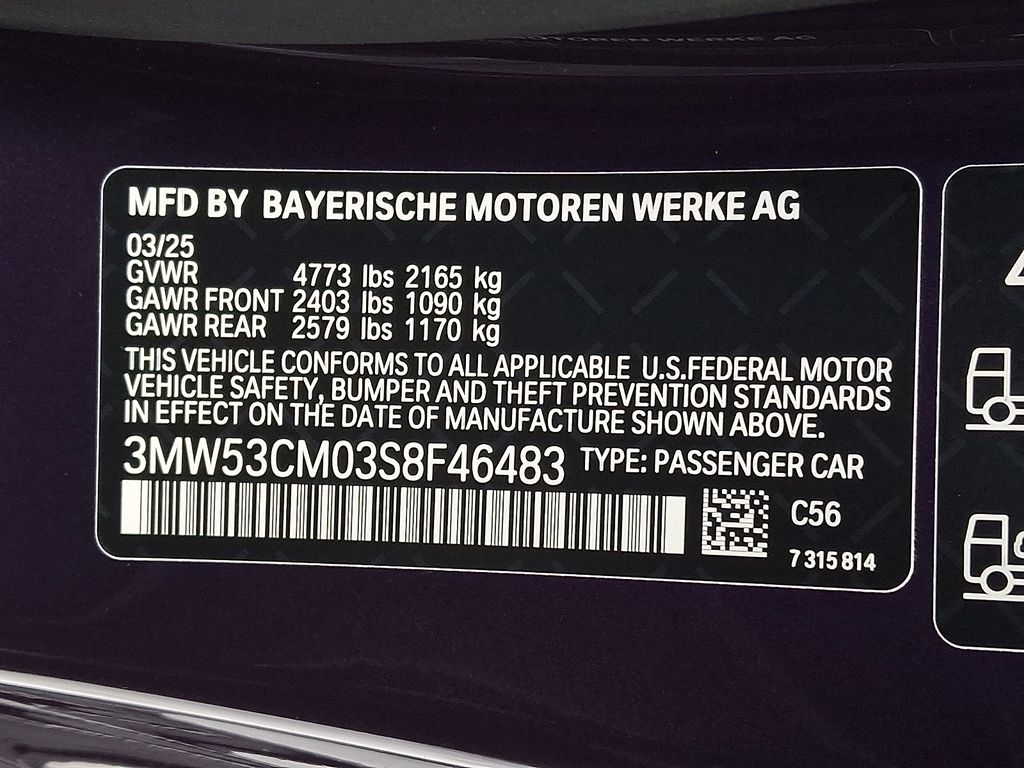 MOTOREN WERKE AG
MFD BY BAYERISCHE MOTOREN WERKE AG
03/25
GVWR 4773 lbs 2165 kg
GAWR FRONT 2403 lbs 1090 kg
GAWR REAR 2579 lbs 1170 kg
THIS VEHICLE CONFORMS TO ALL APPLICABLE U.S.FEDERAL MOTOR
VEHICLE SAFETY, BUMPER AND THEFT PREVENTION STANDARDS
IN EFFECT ON THE DATE OF MANUFACTURE SHOWN ABOVE.
3MW53CM03S8F46483 TYPE: PASSENGER CAR
C56
7 315 814